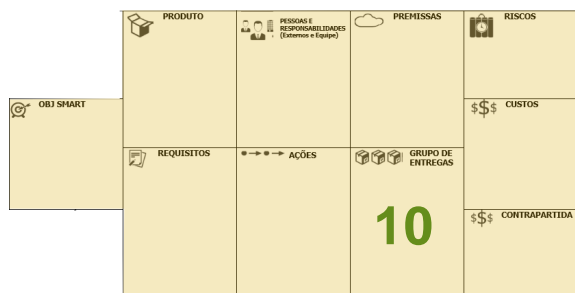 PRODUTO
PESSOAS E
RESPONSABILIDADES
(Externos e Equipe)
PREMISSAS
RISCOS
OBJ SMART
$$$ CUSTOS
REQUISITOS
AÇÕES
GRUPO DE
ENTREGAS
10
$$$ CONTRAPARTIDA